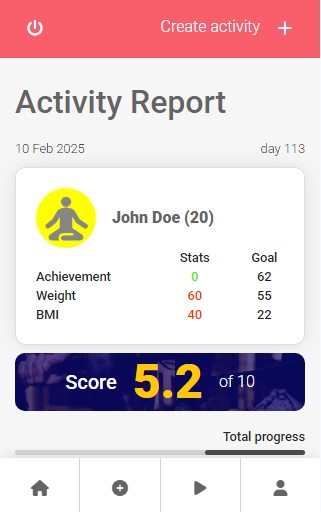 Create activity
Activity Report
10 Feb 2025 day 113
John Doe (20)
Stats Goal
Achievement 0 62
Weight 60 55
BMI 40 22
Score 5.2 of 10
Total progress